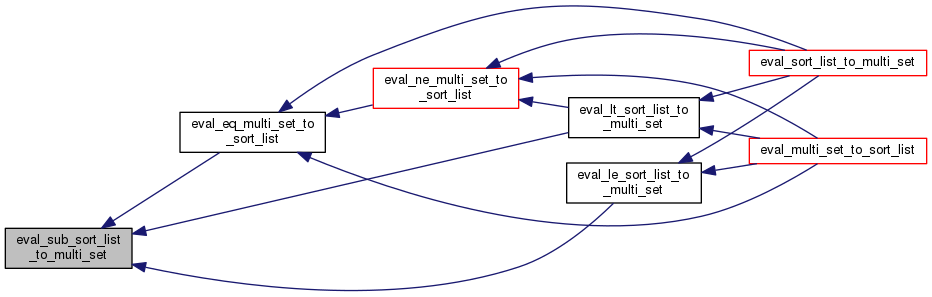 eval_sort_list_to_multi_set
eval_ne_multi_set_to
_sort_list
eval_lt_sort_list_to
_multi_set
eval_eq_multi_set_to
_sort_list
eval_multi_set_to_sort_list
eval_le_sort_list_to
_multi_set
eval_sub_sort_list
_to_multi_set